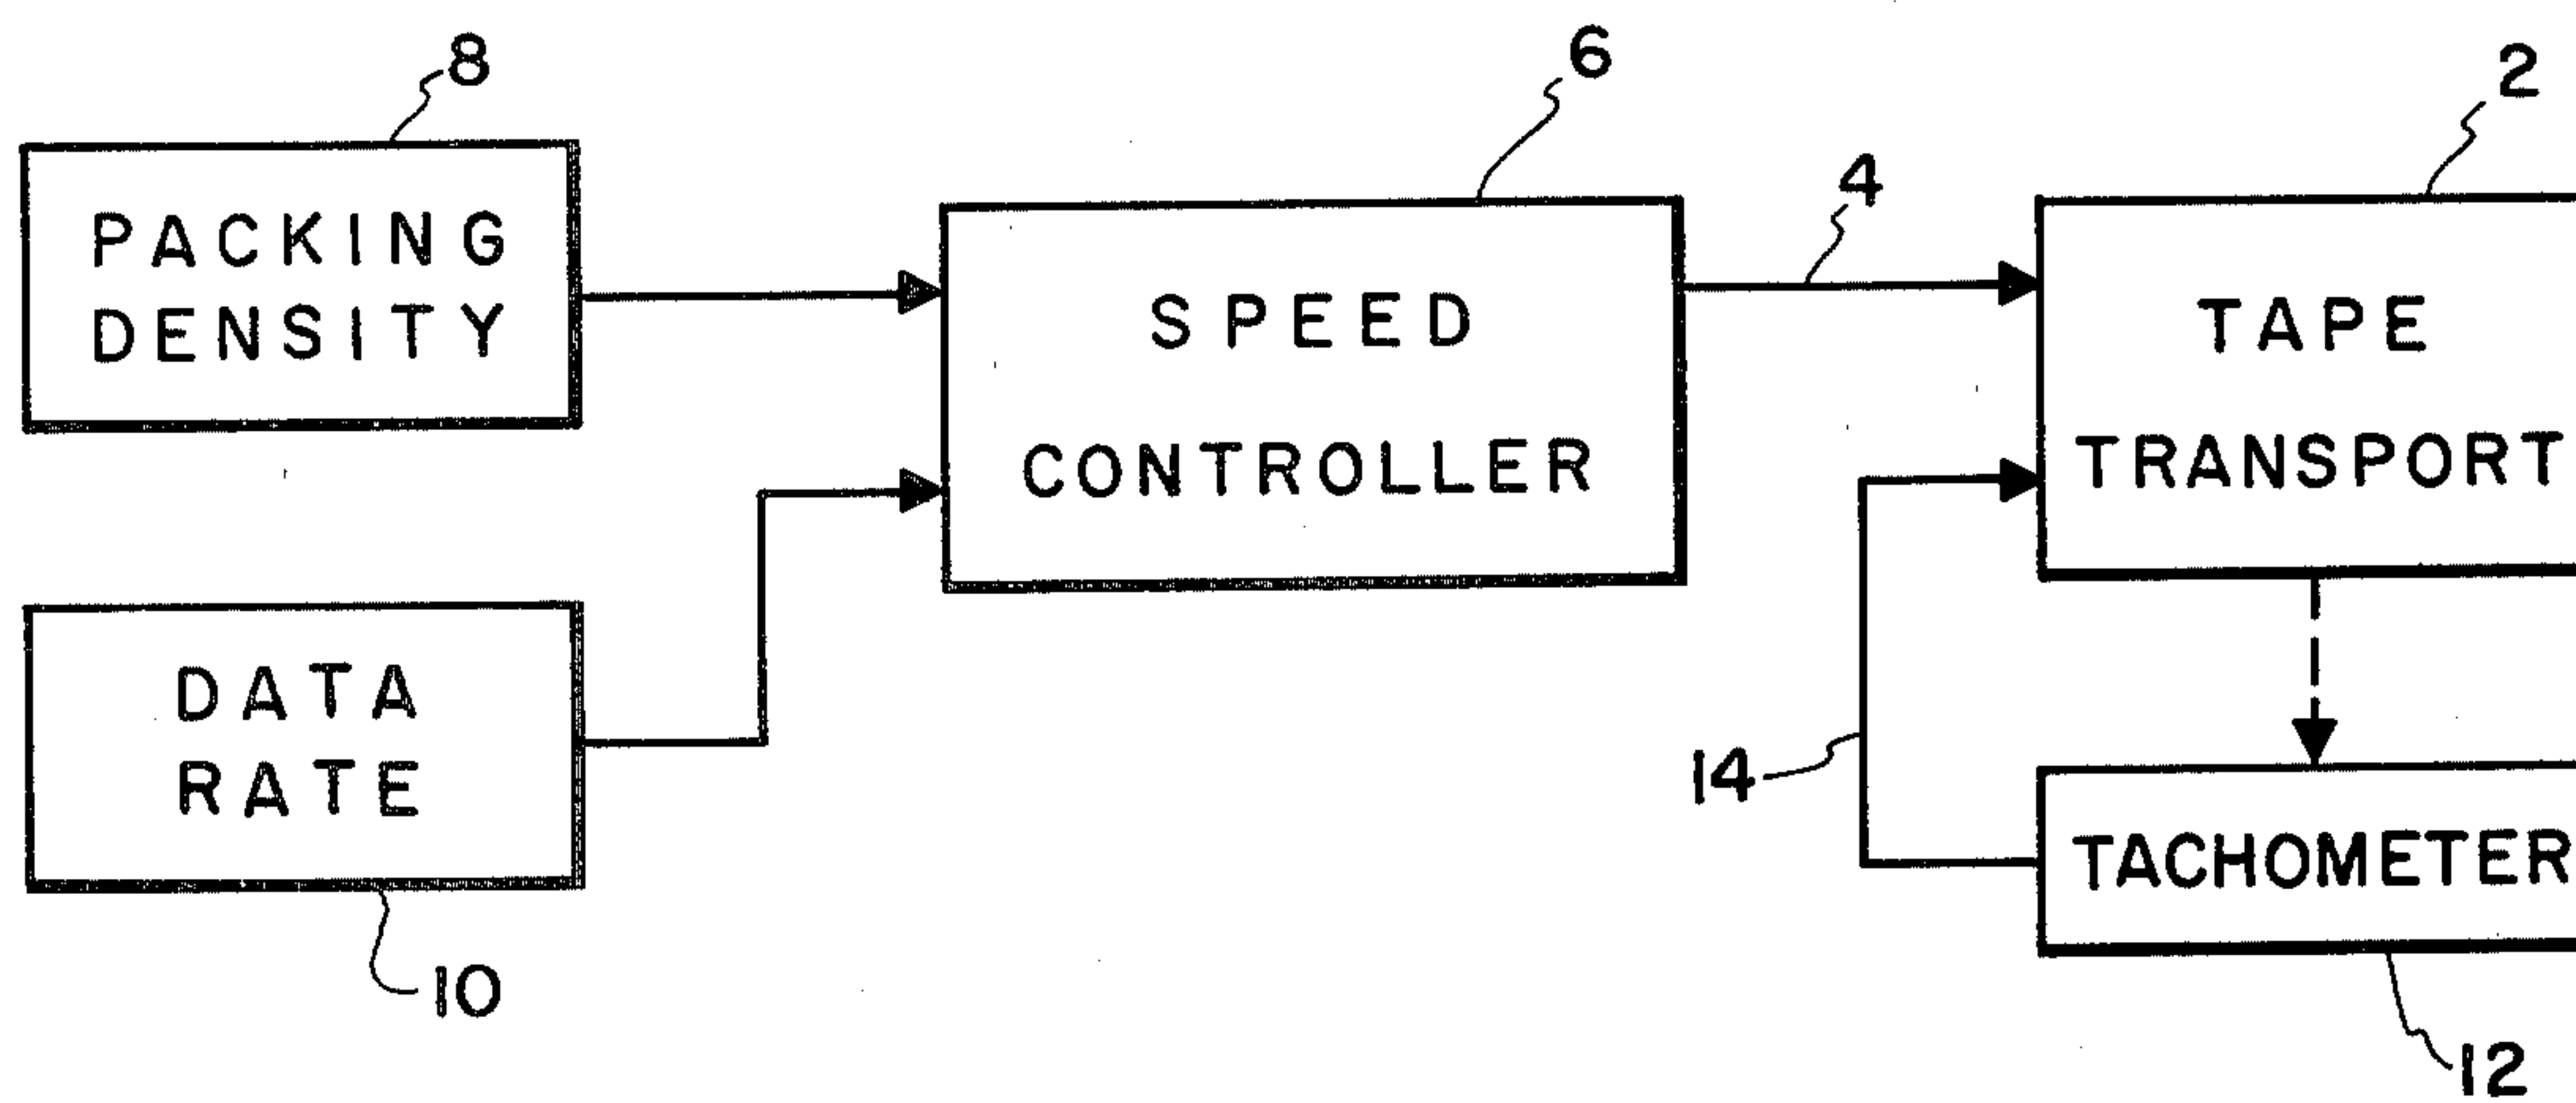 8
6
2
4
PACKING
DENSITY
SPEED
CONTROLLER
TAPE
TRANSPORT
DATA
RATE
14
TACHOMETER
10
12